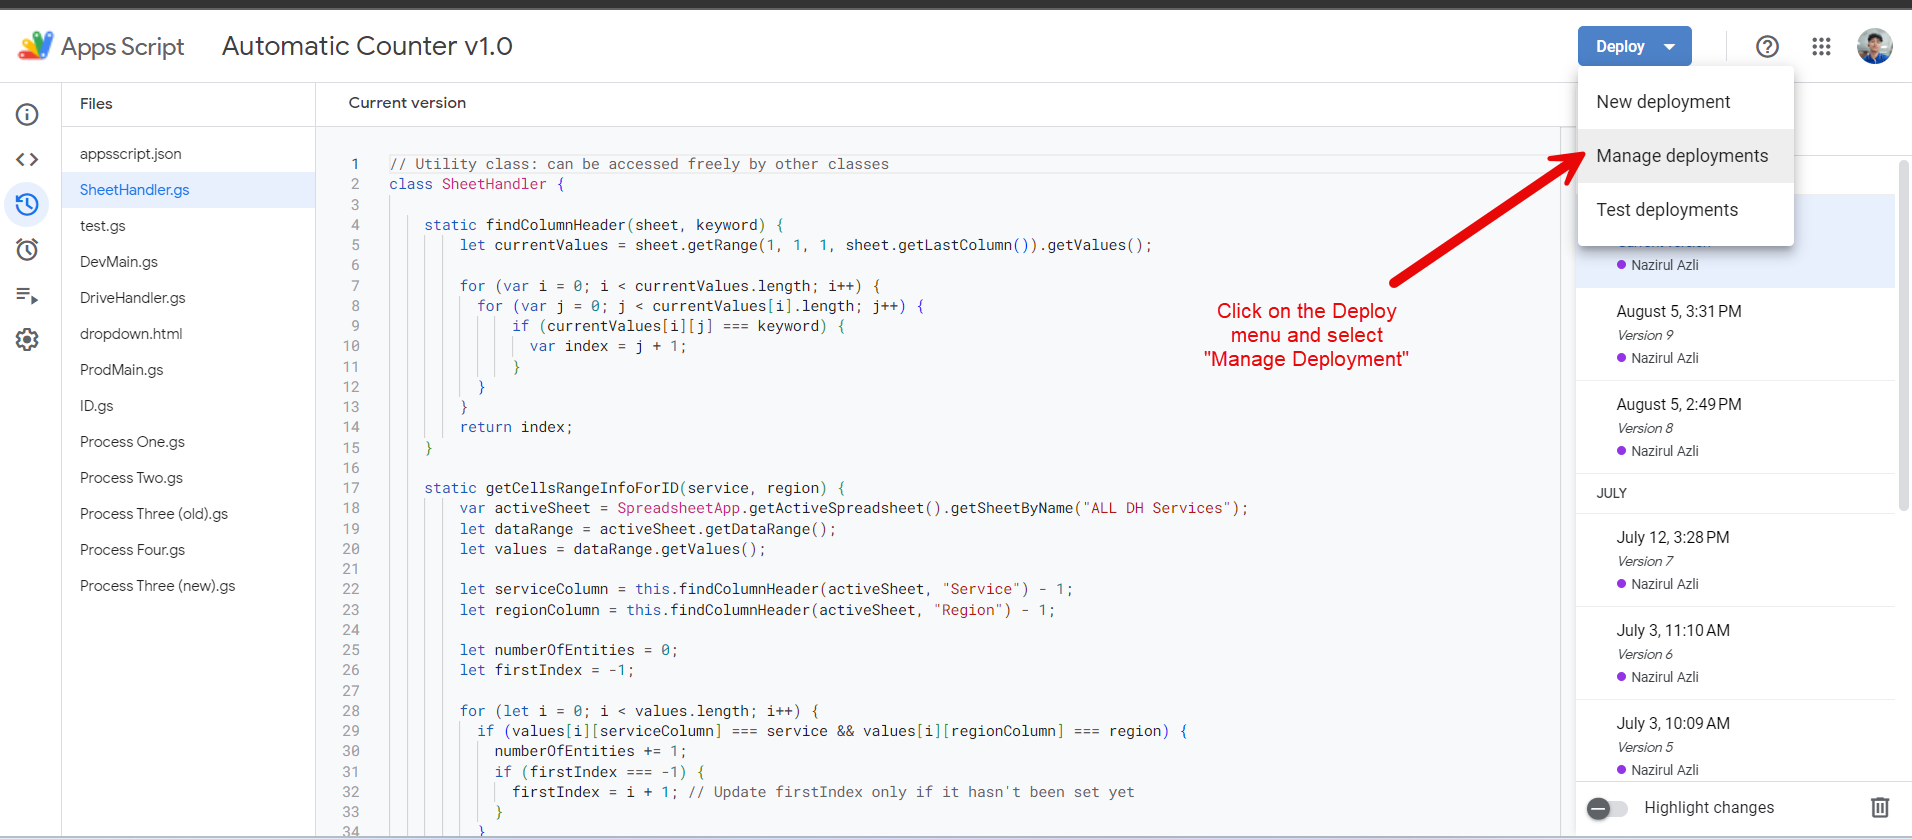 Apps Script
Automatic Counter v1.0
Deploy
New deployment
Manage deployments
Test deployments
Files
appsscript.json
SheetHandler.gs
test.gs
DevMain.gs
DriveHandler.gs
dropdown.html
ProdMain.gs
ID.gs
Process One.gs
Process Two.gs
Process Three (old).gs
Process Four.gs
Process Three (new).gs
Current version
1 // Utility class: can be accessed freely by other classes
2 class SheetHandler {
3
4 static findColumnHeader(sheet, keyword) {
5 let currentValues = sheet.getRange(1, 1, 1, sheet.getLastColumn()).getValues();
6
7 for (var i = 0; i < currentValues.length; i++) {
8 for (var j = 0; j < currentValues[i].length; j++) {
9 if (currentValues[i][j] === keyword) {
10 var index = j + 1;
11 }
12 }
13 }
14 return index;
15 }
16
17 static getCellsRangeInfoForID(service, region) {
18 var activeSheet = SpreadsheetApp.getActiveSpreadsheet().getSheetByName("ALL DH Services");
19 let dataRange = activeSheet.getDataRange();
20 let values = dataRange.getValues();
21
22 let serviceColumn = this.findColumnHeader(activeSheet, "Service") - 1;
23 let regionColumn = this.findColumnHeader(activeSheet, "Region") - 1;
24
25 let numberOfEntities = 0;
26 let firstIndex = -1;
27
28 for (let i = 0; i < values.length; i++) {
29 if (values[i][serviceColumn] === service && values[i][regionColumn] === region) {
30 numberOfEntities += 1;
31 if (firstIndex === -1) {
32 firstIndex = i + 1; // Update firstIndex only if it hasn't been set yet
33 }
34 }
Click on the Deploy
menu and select
"Manage Deployment"
Current version
Nazirul Azli
August 5, 3:31 PM
Version 9
Nazirul Azli
August 5, 2:49 PM
Version 8
Nazirul Azli
JULY
July 12, 3:28 PM
Version 7
Nazirul Azli
July 3, 11:10 AM
Version 6
Nazirul Azli
July 3, 10:09 AM
Version 5
Nazirul Azli
Highlight changes